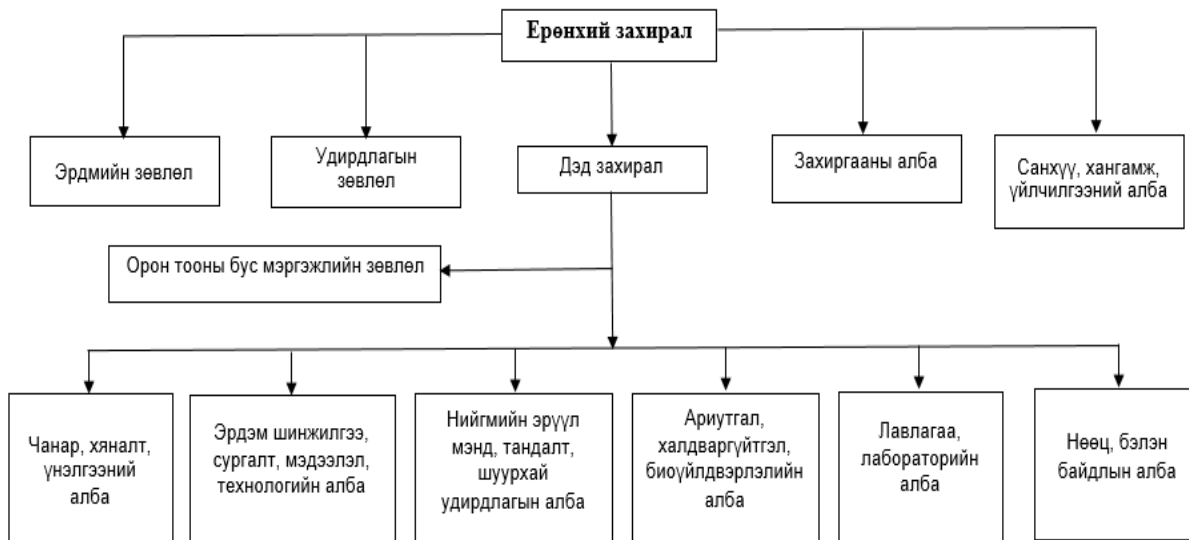 Ерөнхий захирал
Эрдмийн зөвлөл
Удирдлагын
зөвлөл
Дэд захирал
Захиргааны алба
Санхүү, хангамж,
үйлчилгээний алба
Орон тооны бус мэргэжлийн зөвлөл
Чанар, хяналт,
үнэлгээний
алба
Эрдэм шинжилгээ,
сургалт, мэдээлэл,
технологийн алба
Нийгмийн эрүүл
мэнд, тандалт,
шуурхай
удирдлагын алба
Ариутгал,
халдваргүйтгэл,
биоүйлдвэрлэлийн
алба
Лавлагаа,
лабораторийн
алба
Нөөц, бэлэн
байдлын алба